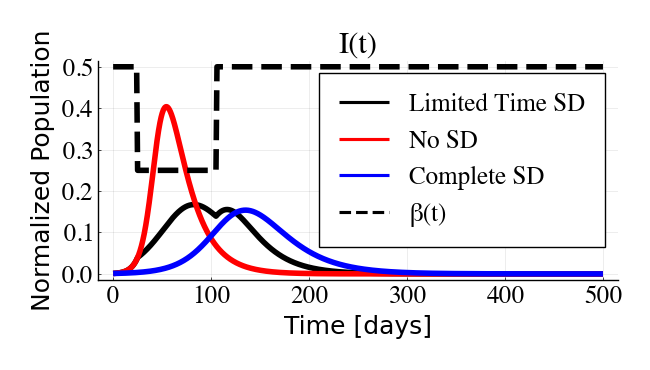 I(t)
Normalized Population
0.5
0.4
0.3
0.2
0.1
0.0
Limited Time SD
No SD
Complete SD
β(t)
0 100 200 300 400 500
Time [days]